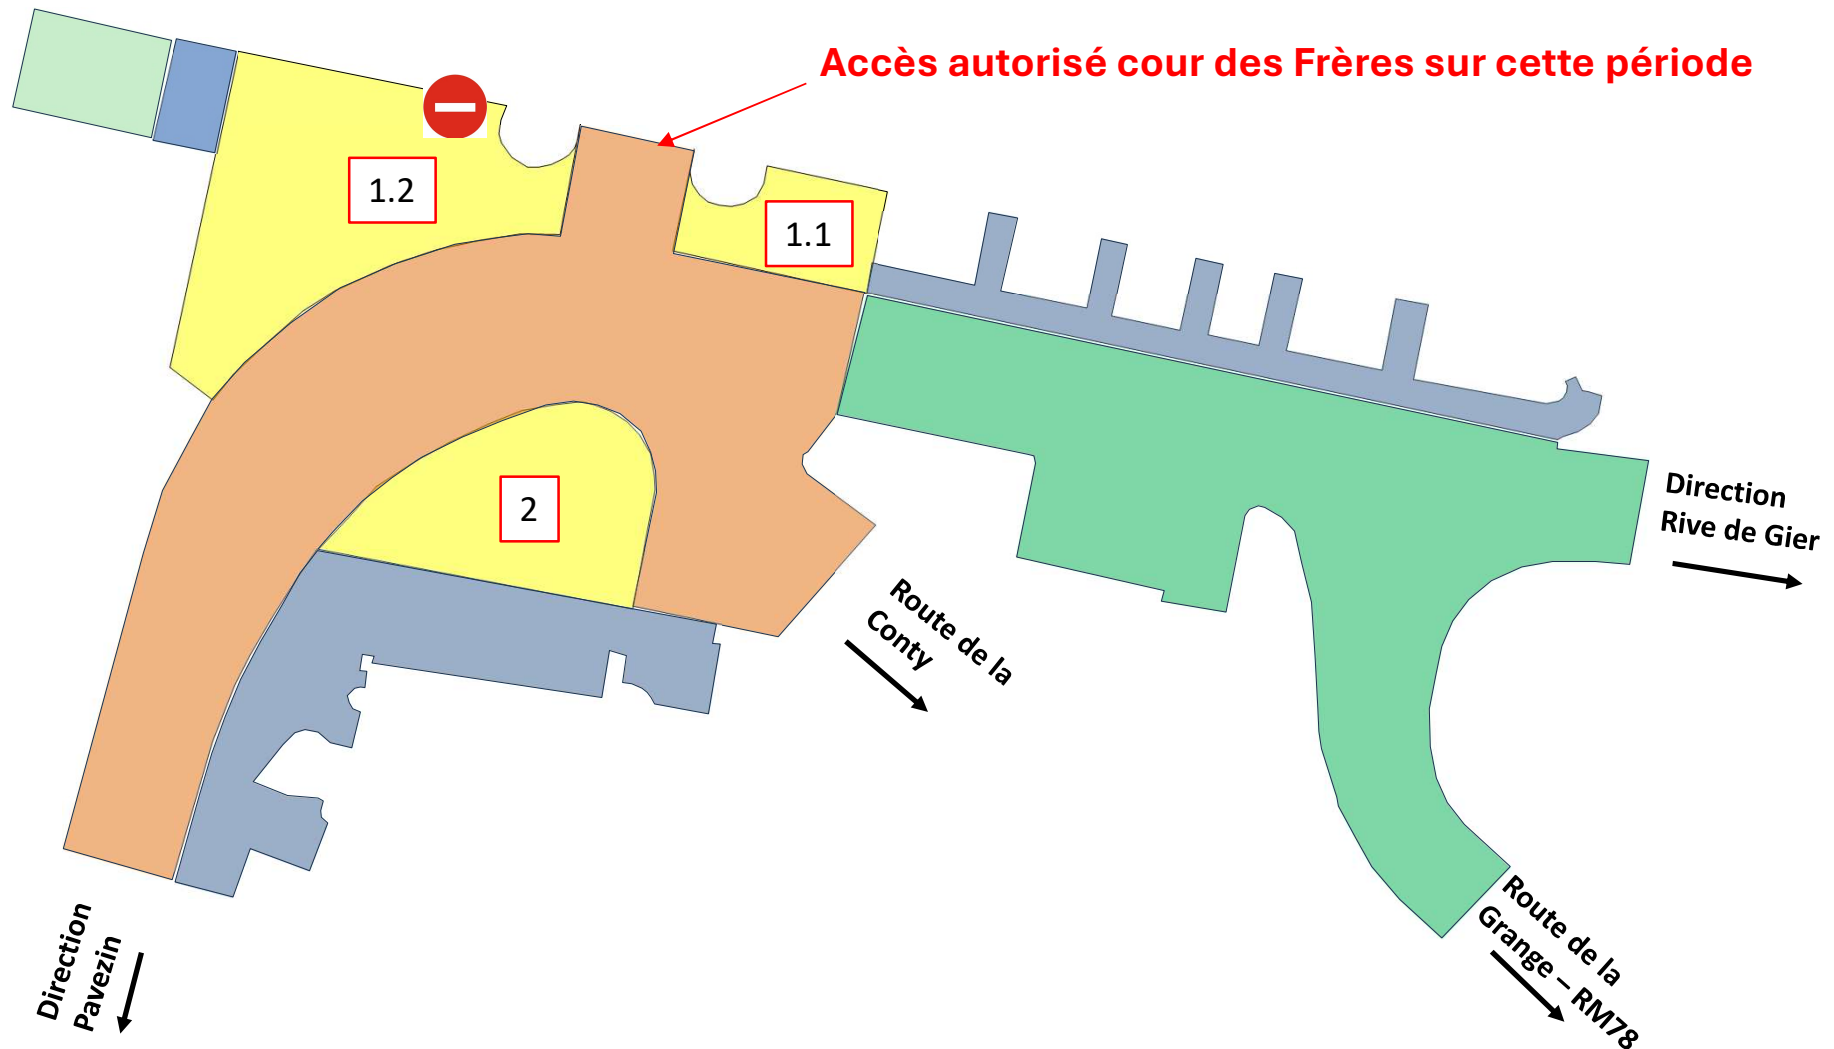 Accès autorisé cour des Frères sur cette période
1.2
1.1
2
Direction
Rive de Gier
Route de la
Conty
Route de la
Grange – RM78
Direction
Pavezin